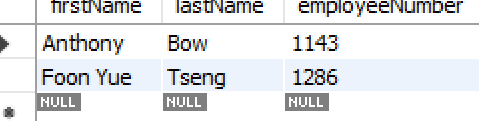 firstName lastName employeeNumber
Anthony Bow 1143
Foon Yue Tseng 1286
NULL NULL NULL